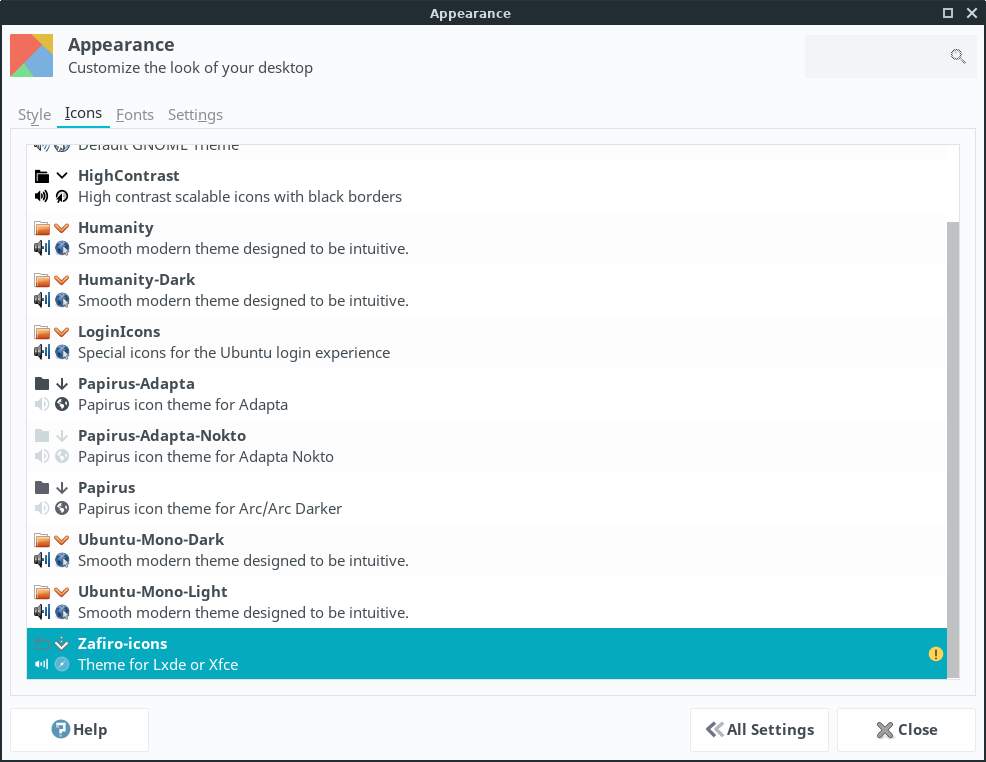 Appearance
Appearance
Customize the look of your desktop
Style Icons Fonts Settings
Default GNOME Theme
HighContrast
High contrast scalable icons with black borders
Humanity
Smooth modern theme designed to be intuitive.
Humanity-Dark
Smooth modern theme designed to be intuitive.
LoginIcons
Special icons for the Ubuntu login experience
Papirus-Adapta
Papirus icon theme for Adapta
Papirus-Adapta-Nokto
Papirus icon theme for Adapta Nokto
Papirus
Papirus icon theme for Arc/Arc Darker
Ubuntu-Mono-Dark
Smooth modern theme designed to be intuitive.
Ubuntu-Mono-Light
Smooth modern theme designed to be intuitive.
Zafiro-icons
Theme for Lxde or Xfce
Help All Settings Close